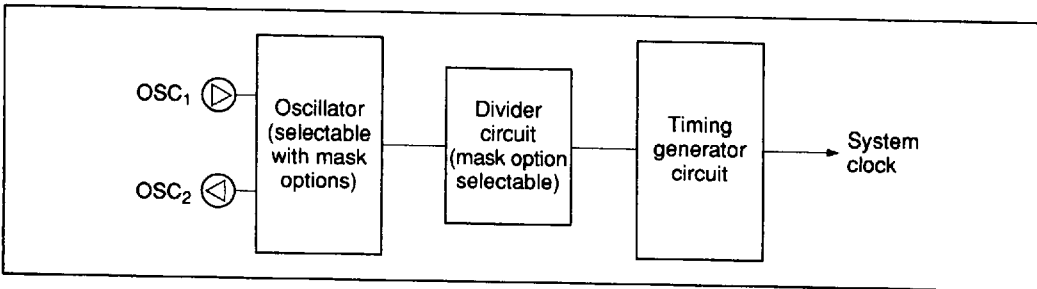 OSC₁
OSC₂
Oscillator
(selectable
with mask
options)
Divider
circuit
(mask option
selectable)
Timing
generator
circuit
System
clock